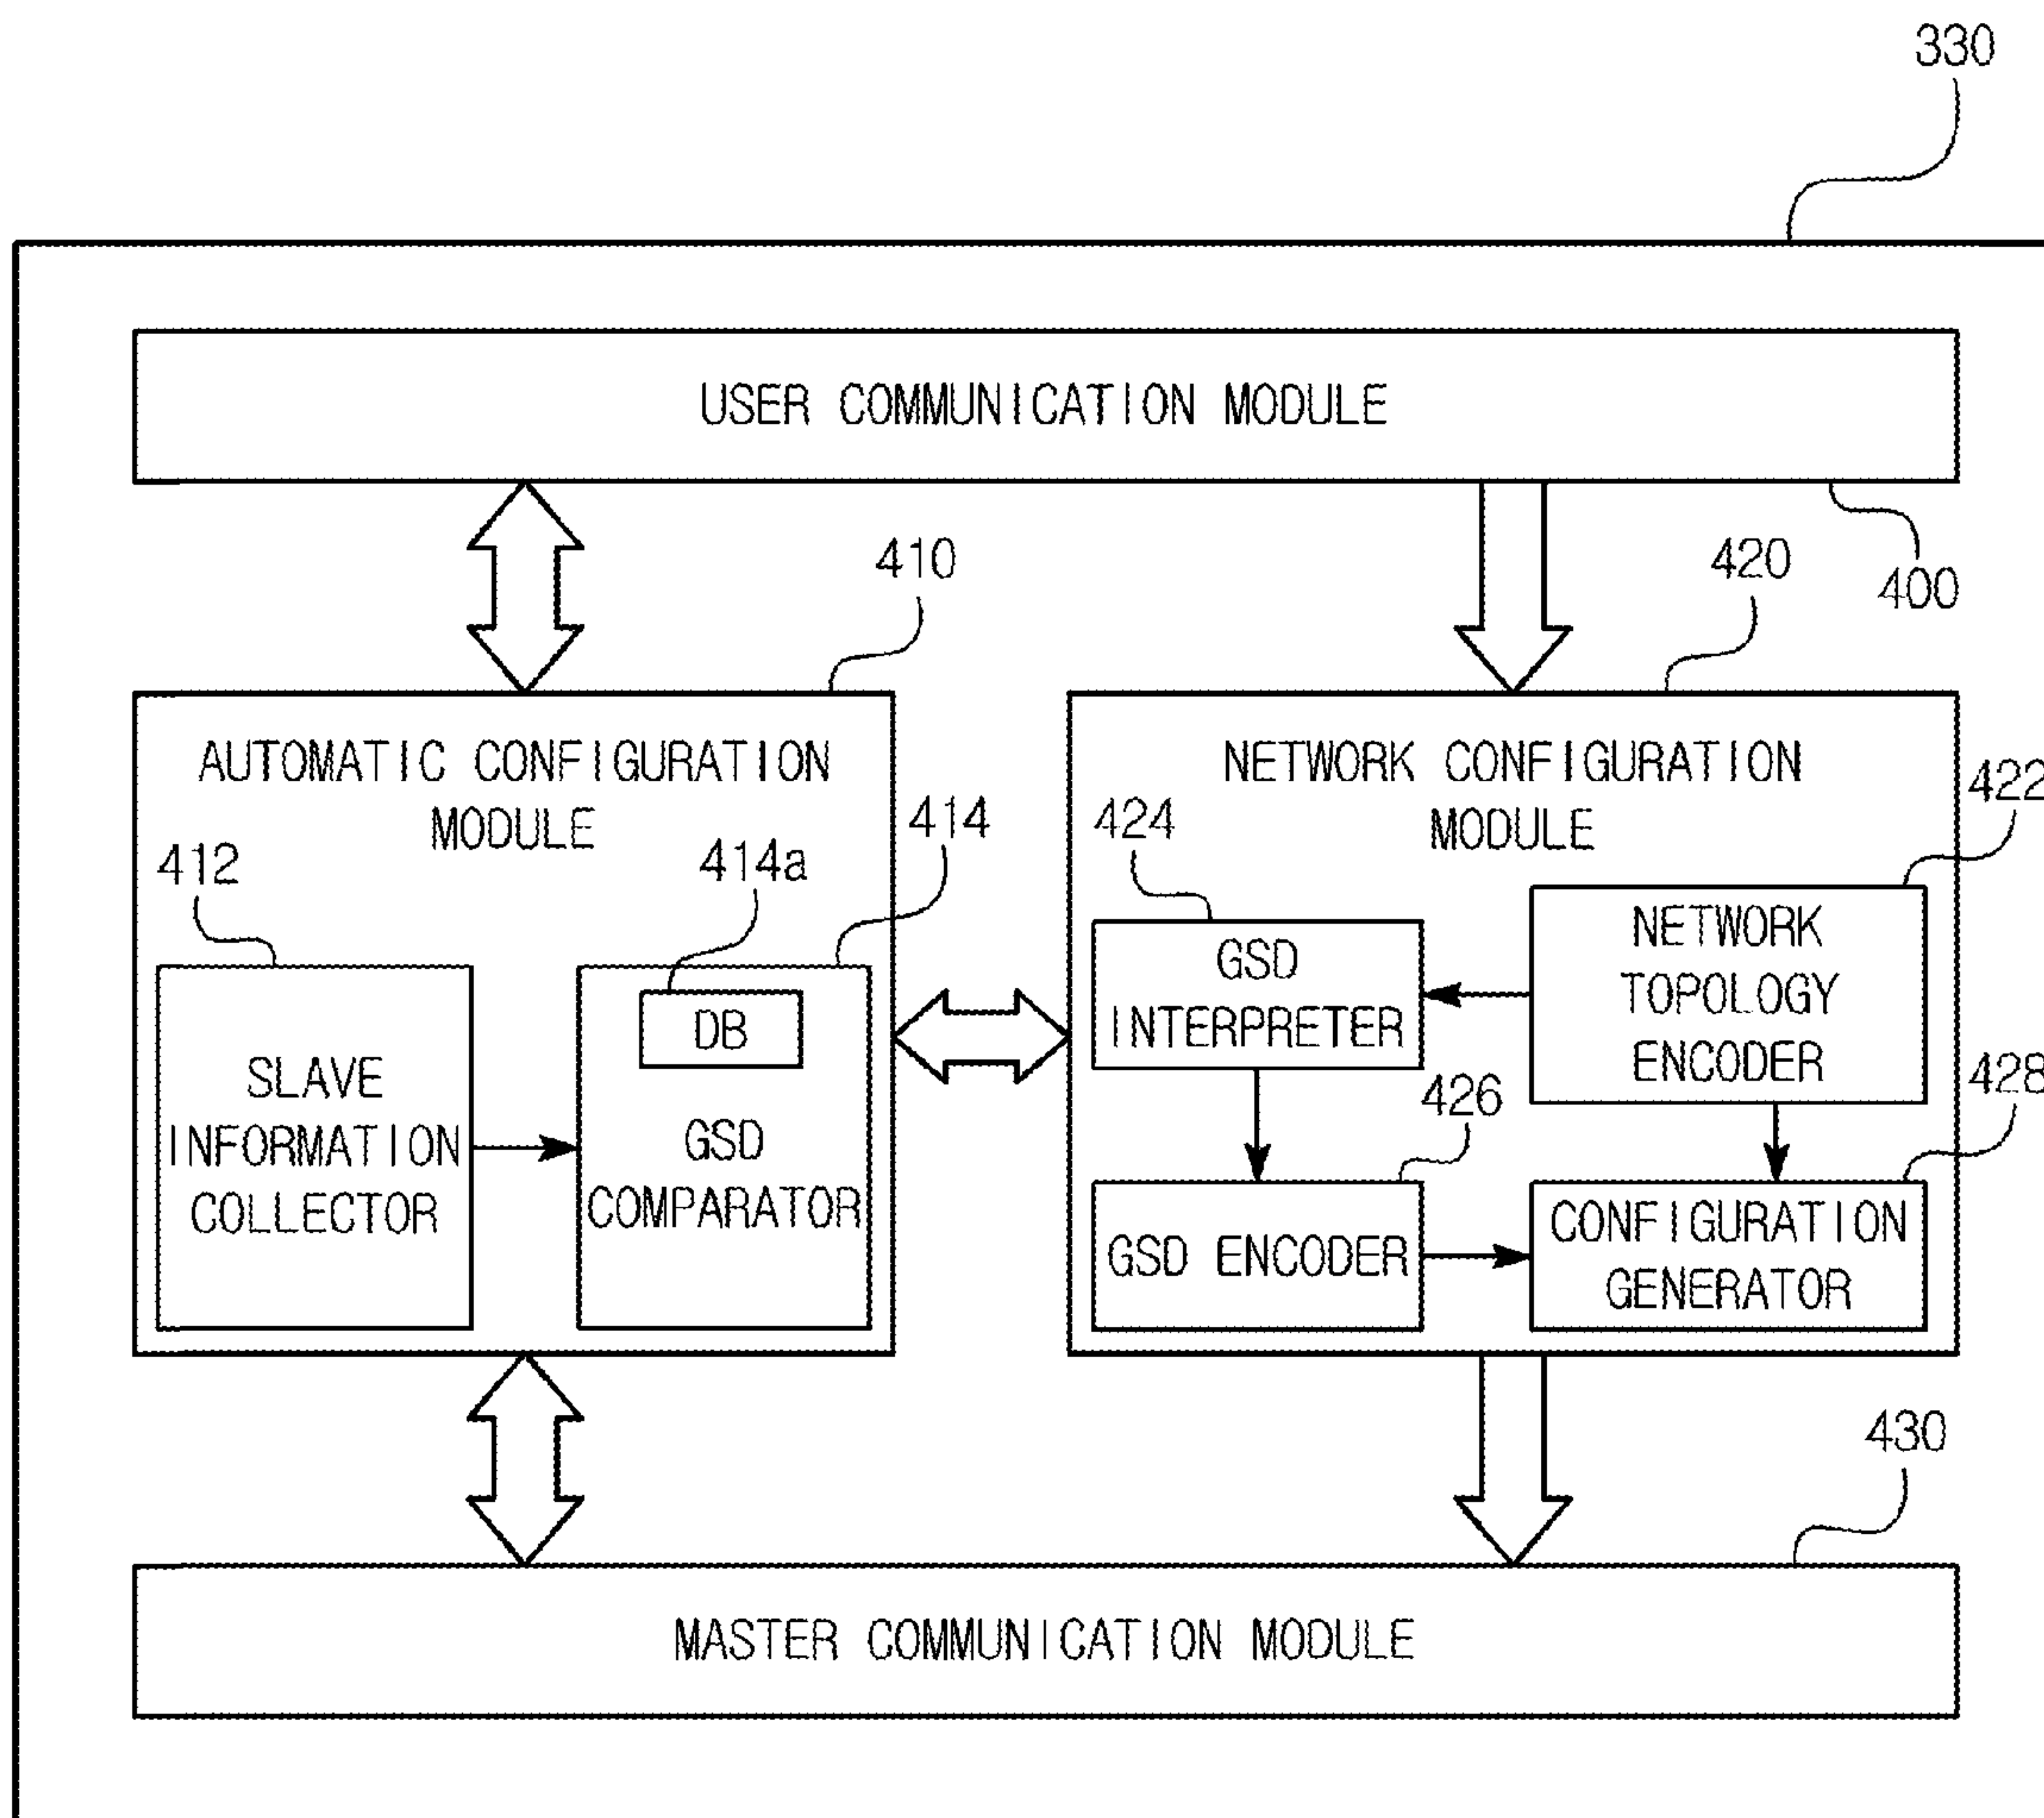 330
USER COMMUNICATION MODULE
400
410
420
AUTOMATIC CONFIGURATION
MODULE
412
414a
414
SLAVE
INFORMATION
COLLECTOR
DB
GSD
COMPARATOR
NETWORK CONFIGURATION
MODULE
422
424
GSD
INTERPRETER
NETWORK
TOPOLOGY
ENCODER
426
428
GSD ENCODER
CONFIGURATION
GENERATOR
430
MASTER COMMUNICATION MODULE